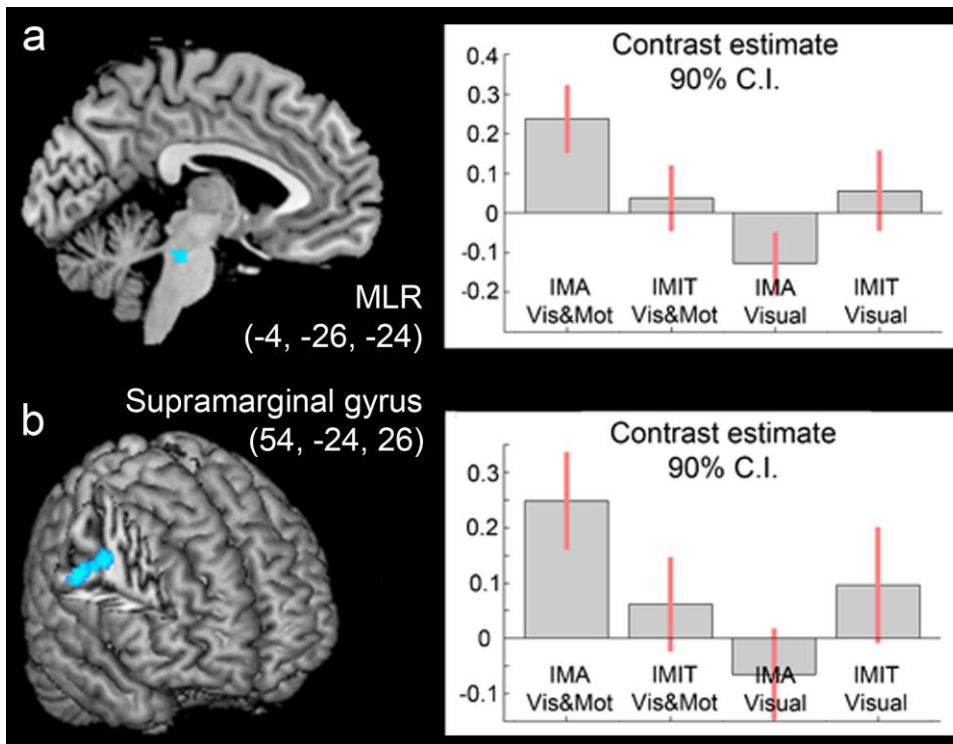 a
MLR
(-4, -26, -24)
Contrast estimate
90% C.I.
0.4
0.3
0.2
0.1
0
-0.1
-0.2
IMA IMIT IMA IMIT
Vis&Mot Vis&Mot Visual Visual
b
Supramarginal gyrus
(54, -24, 26)
Contrast estimate
90% C.I.
0.3
0.2
0.1
0
-0.1
IMA IMIT IMA IMIT
Vis&Mot Vis&Mot Visual Visual